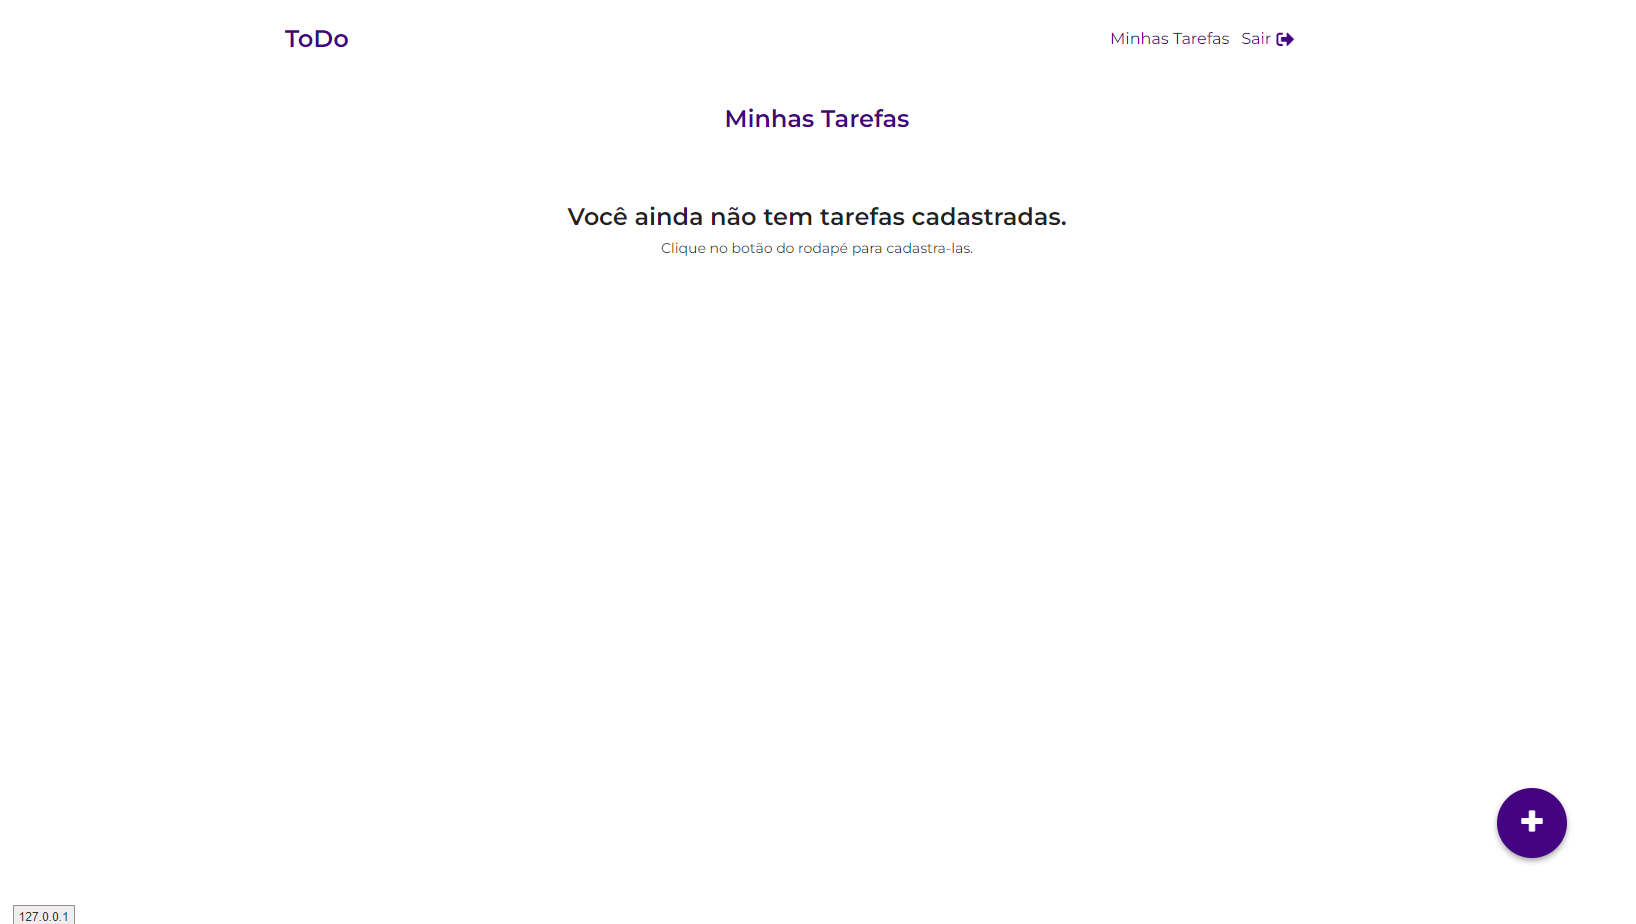 ToDo
Minhas Tarefas
Sair
Minhas Tarefas
Você ainda não tem tarefas cadastradas.
Clique no botão do rodapé para cadastra-las.
127.0.0.1